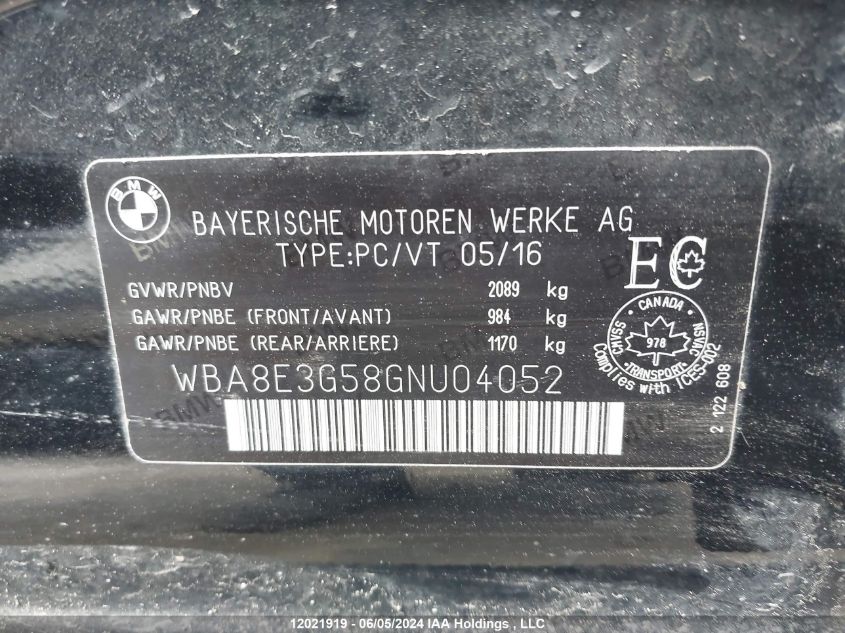 BMW
BAYERISCHE MOTOREN WERKE AG
TYPE:PC/VT 05/16
EC
GVWR/PNBV 2089 kg
GAWR/PNBE (FRONT/AVANT) 984 kg
GAWR/PNBE (REAR/ARRIERE) 1170 kg
CANADA
CMVSS
NSVAC
978
TRANSPORT
Complies with ICES-002
WBA8E3G58GNU04052
2 122 608
12021919 - 06/05/2024 IAA Holdings , LLC